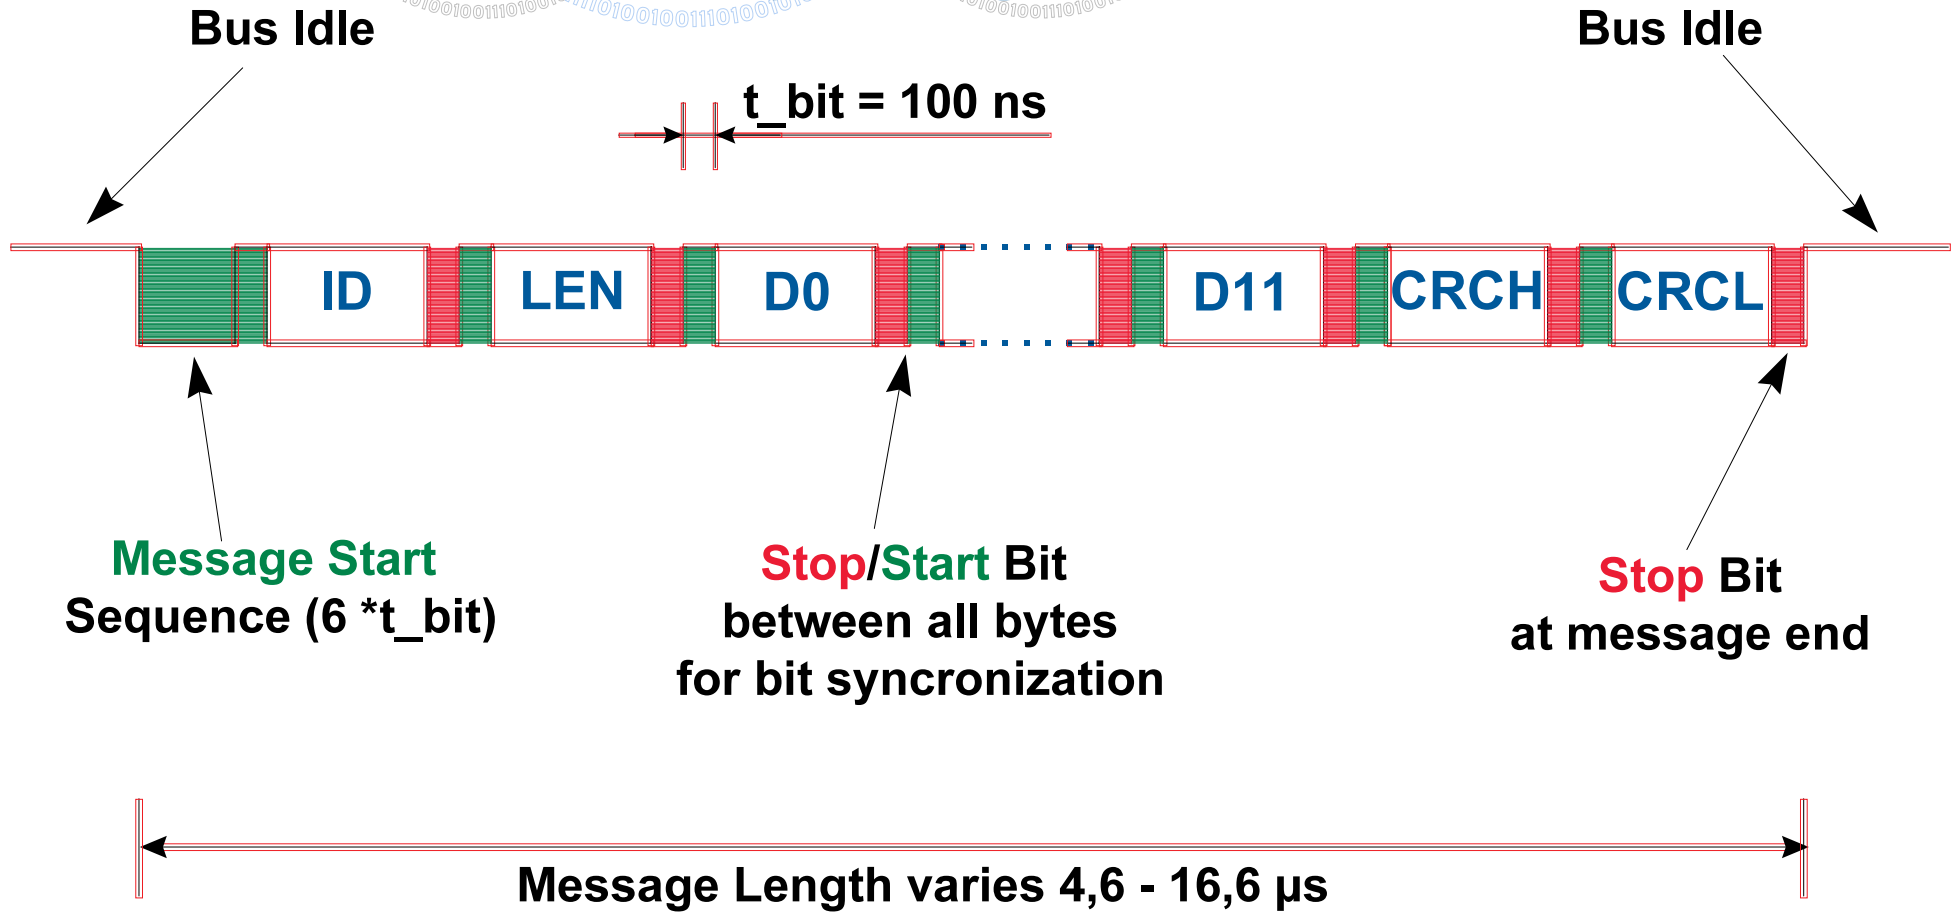 Bus Idle
Bus Idle
t_bit = 100 ns
ID
LEN
D0
D11
CRCH
CRCL
Message Start
Sequence (6 *t_bit)
Stop/Start Bit
between all bytes
for bit syncronization
Stop Bit
at message end
Message Length varies 4,6 - 16,6 µs